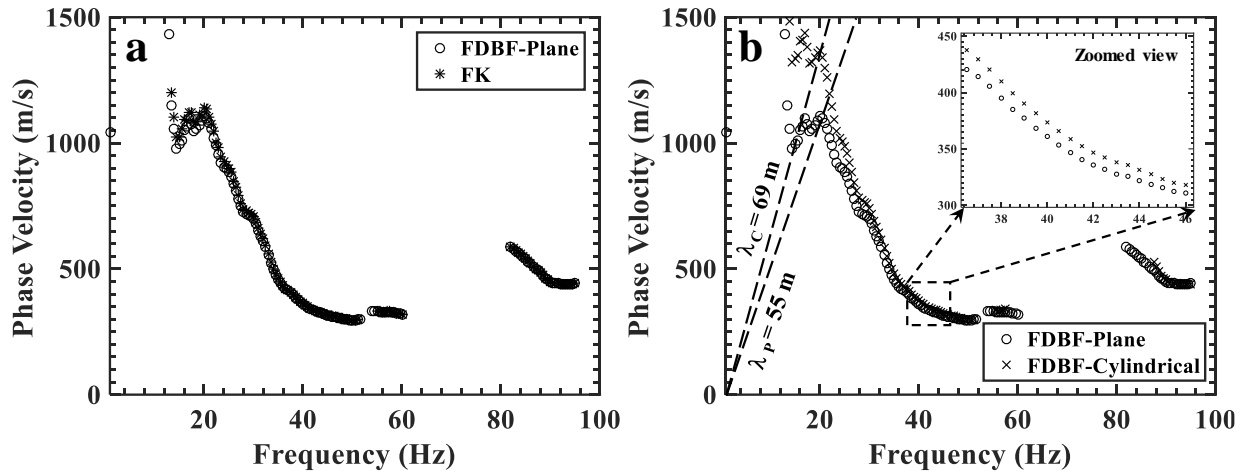 a
FDBF-Plane
FK
Phase Velocity (m/s)
1500
1000
500
0
20
40
60
80
100
Frequency (Hz)
b
Zoomed view
450
400
350
300
38
40
42
44
46
λC = 69 m
λP = 55 m
FDBF-Plane
FDBF-Cylindrical
Phase Velocity (m/s)
1500
1000
500
0
20
40
60
80
100
Frequency (Hz)